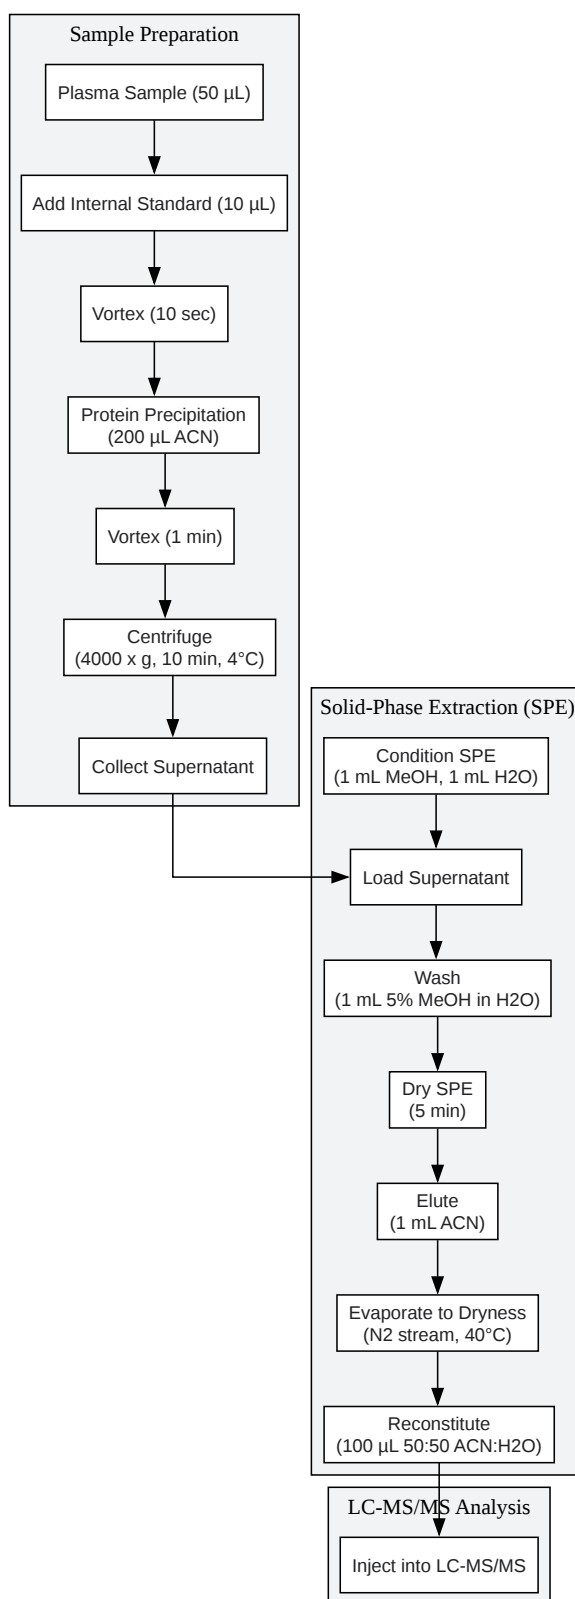 Sample Preparation
Plasma Sample (50 µL)
Add Internal Standard (10 µL)
Vortex (10 sec)
Protein Precipitation
(200 µL ACN)
Vortex (1 min)
Centrifuge
(4000 x g, 10 min, 4°C)
Collect Supernatant
Solid-Phase Extraction (SPE)
Condition SPE
(1 mL MeOH, 1 mL H2O)
Load Supernatant
Wash
(1 mL 5% MeOH in H2O)
Dry SPE
(5 min)
Elute
(1 mL ACN)
Evaporate to Dryness
(N2 stream, 40°C)
Reconstitute
(100 µL 50:50 ACN:H2O)
LC-MS/MS Analysis
Inject into LC-MS/MS